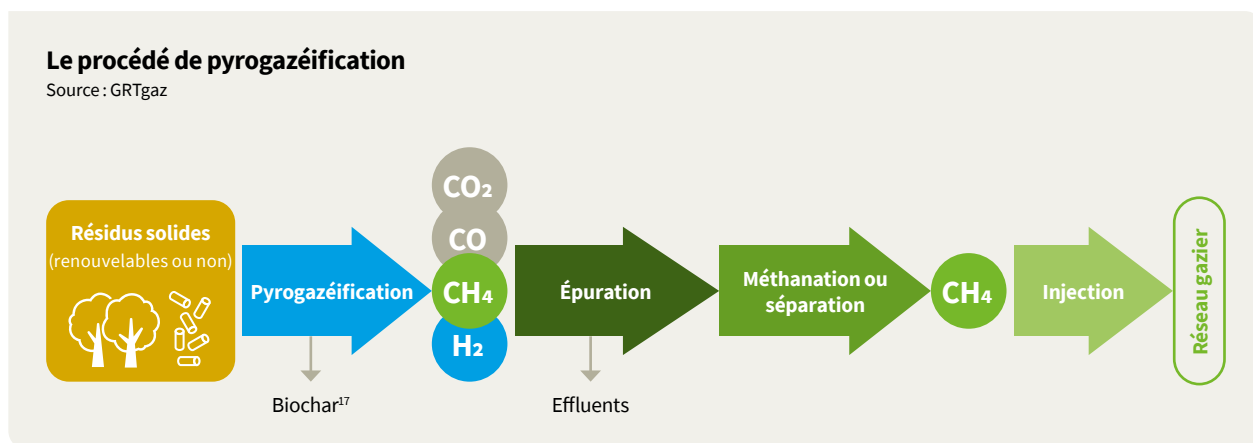 Le procédé de pyrogazéification
Source : GRTgaz
Résidus solides
(renouvelables ou non)
Pyrogazéification
CO₂
CO
CH₄
H₂
Épuration
Méthanation ou
séparation
CH₄
Injection
Réseau gazier
Biochar¹⁷
Effluents